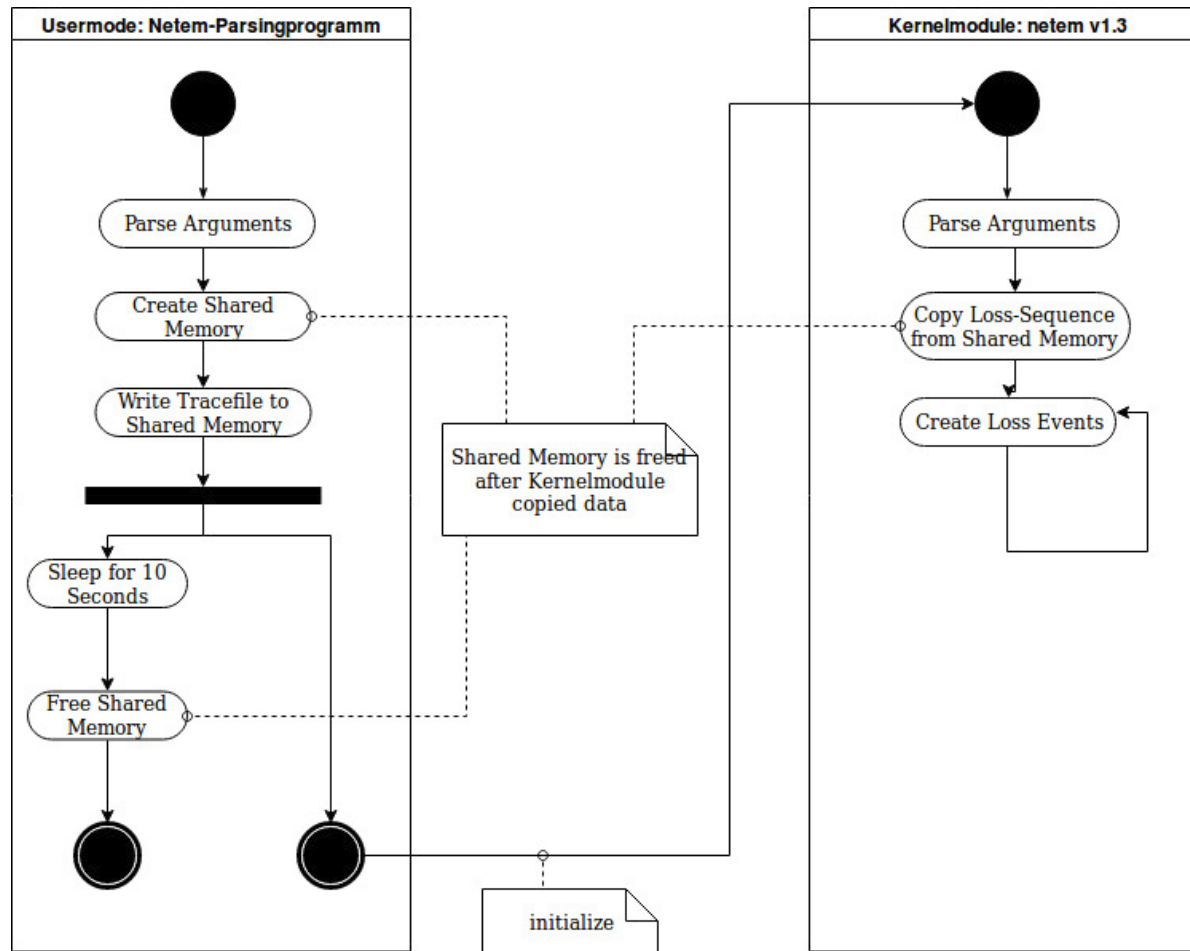 Usermode: Netem-Parsingprogramm
Parse Arguments
Create Shared
Memory
Write Tracefile to
Shared Memory
Sleep for 10
Seconds
Free Shared
Memory
Shared Memory is freed
after Kernelmodule
copied data
initialize
Kernelmodule: netem v1.3
Parse Arguments
Copy Loss-Sequence
from Shared Memory
Create Loss Events